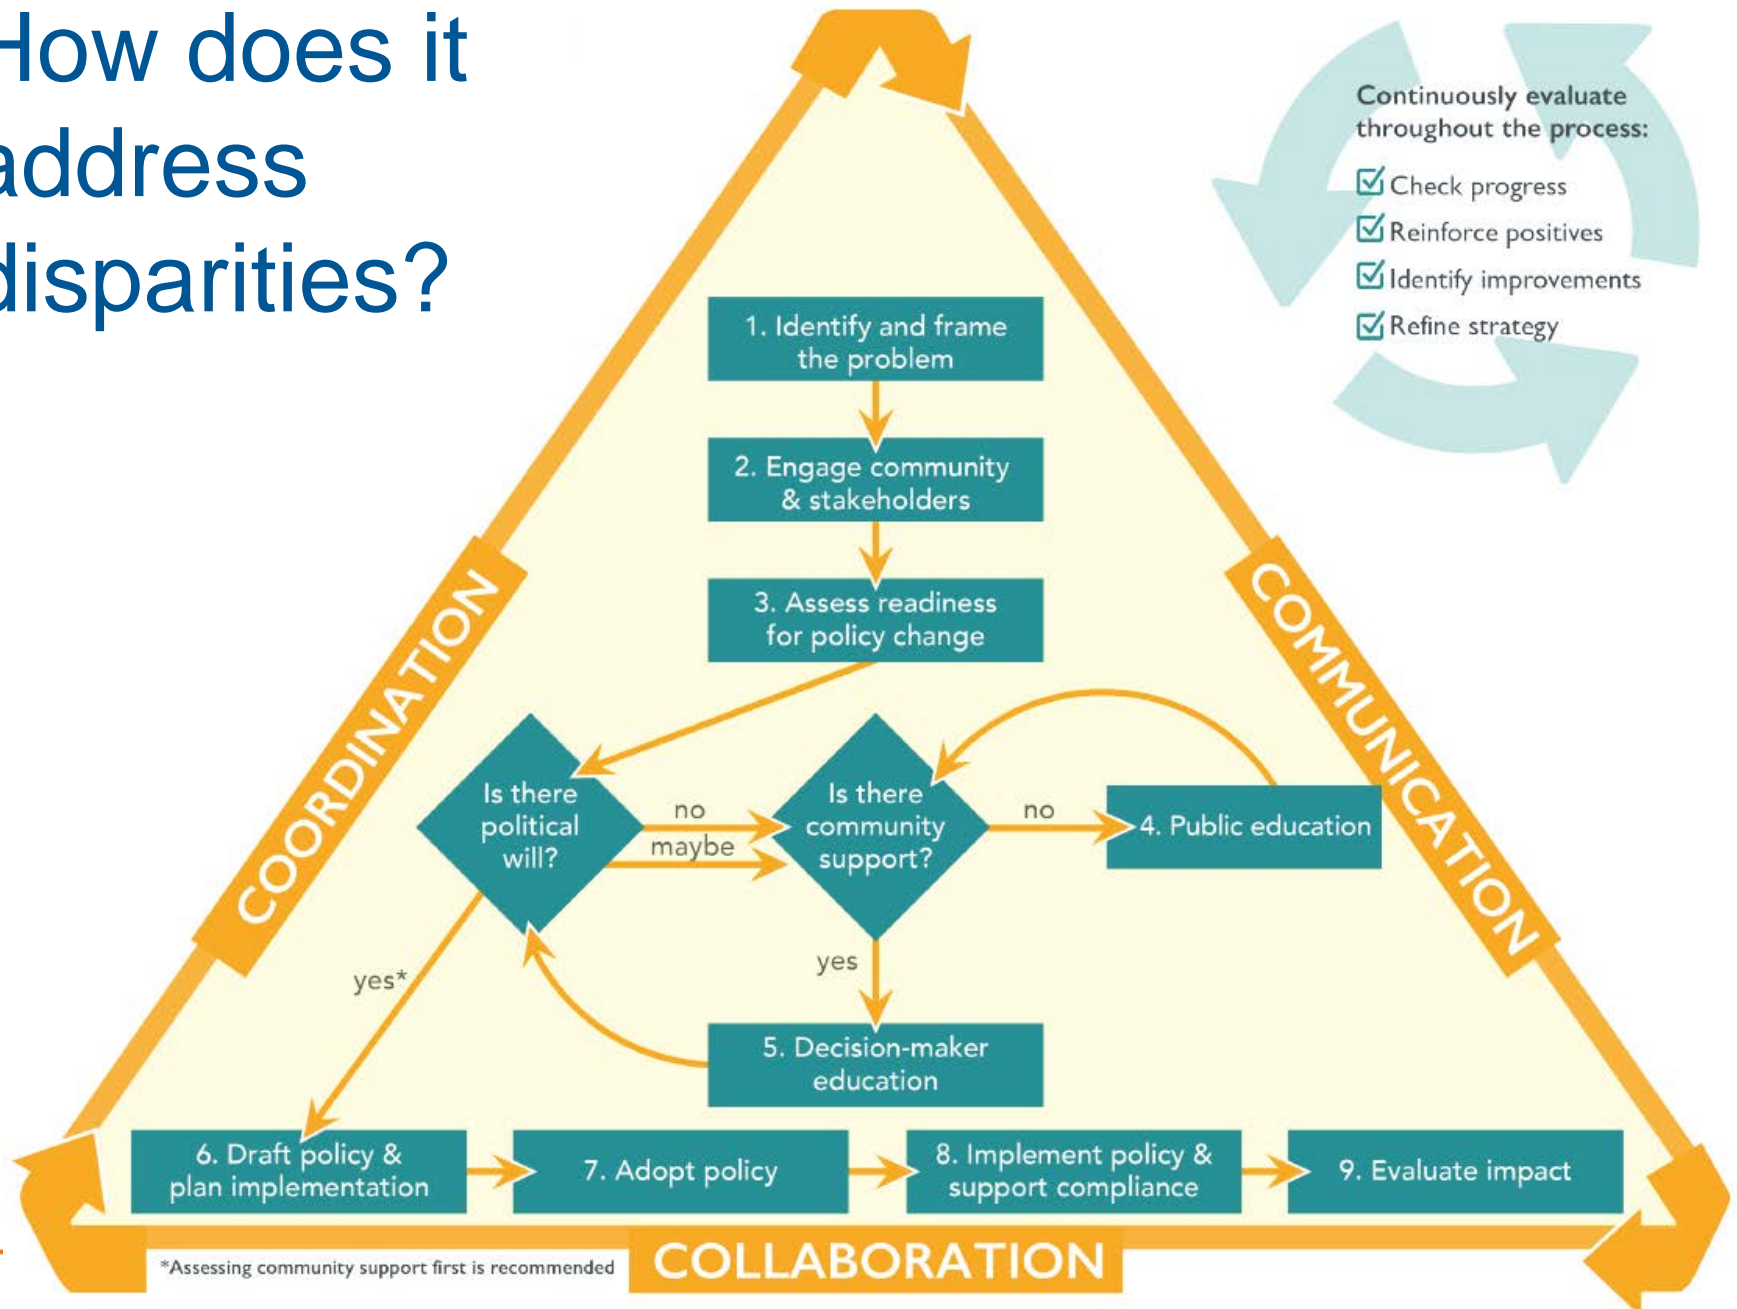 How does it
address
disparities?
Continuously evaluate
throughout the process:
Check progress
Reinforce positives
Identify improvements
Refine strategy
1. Identify and frame
the problem
2. Engage community
& stakeholders
3. Assess readiness
for policy change
COORDINATION
COMMUNICATION
Is there
political
will?
no
maybe
Is there
community
support?
no
4. Public education
yes*
yes
5. Decision-maker
education
6. Draft policy &
plan implementation
7. Adopt policy
8. Implement policy &
support compliance
9. Evaluate impact
*Assessing community support first is recommended
COLLABORATION